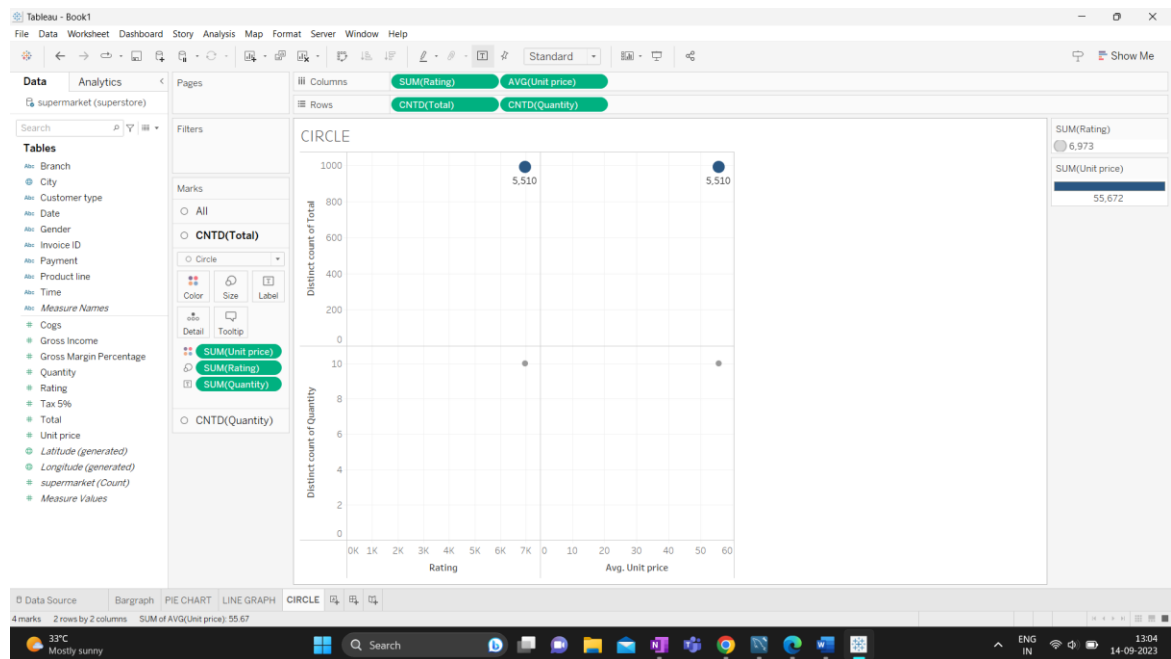 Tableau - Book1
File Data Worksheet Dashboard Story Analysis Map Format Server Window Help
Standard
Show Me
Data Analytics
supermarket (superstore)
Search
Tables
Abc Branch
City
Abc Customer type
Abc Date
Abc Gender
Abc Invoice ID
Abc Payment
Abc Product line
Abc Time
Abc Measure Names
# Cogs
# Gross Income
# Gross Margin Percentage
# Quantity
# Rating
# Tax 5%
# Total
# Unit price
Latitude (generated)
Longitude (generated)
# supermarket (Count)
# Measure Values
Pages
Filters
Marks
All
CNTD(Total)
Circle
Color Size Label
Detail Tooltip
SUM(Unit price)
SUM(Rating)
SUM(Quantity)
CNTD(Quantity)
Columns SUM(Rating) AVG(Unit price)
Rows CNTD(Total) CNTD(Quantity)
CIRCLE
Distinct count of Total
1000
800
600
400
200
0
5,510 5,510
Distinct count of Quantity
10
8
6
4
2
0
0K 1K 2K 3K 4K 5K 6K 7K 0 10 20 30 40 50 60
Rating Avg. Unit price
SUM(Rating)
6,973
SUM(Unit price)
55,672
Data Source Bargraph PIE CHART LINE GRAPH CIRCLE
4 marks 2 rows by 2 columns SUM of AVG(Unit price): 55.67
33°C
Mostly sunny
Search
ENG
IN
13:04
14-09-2023